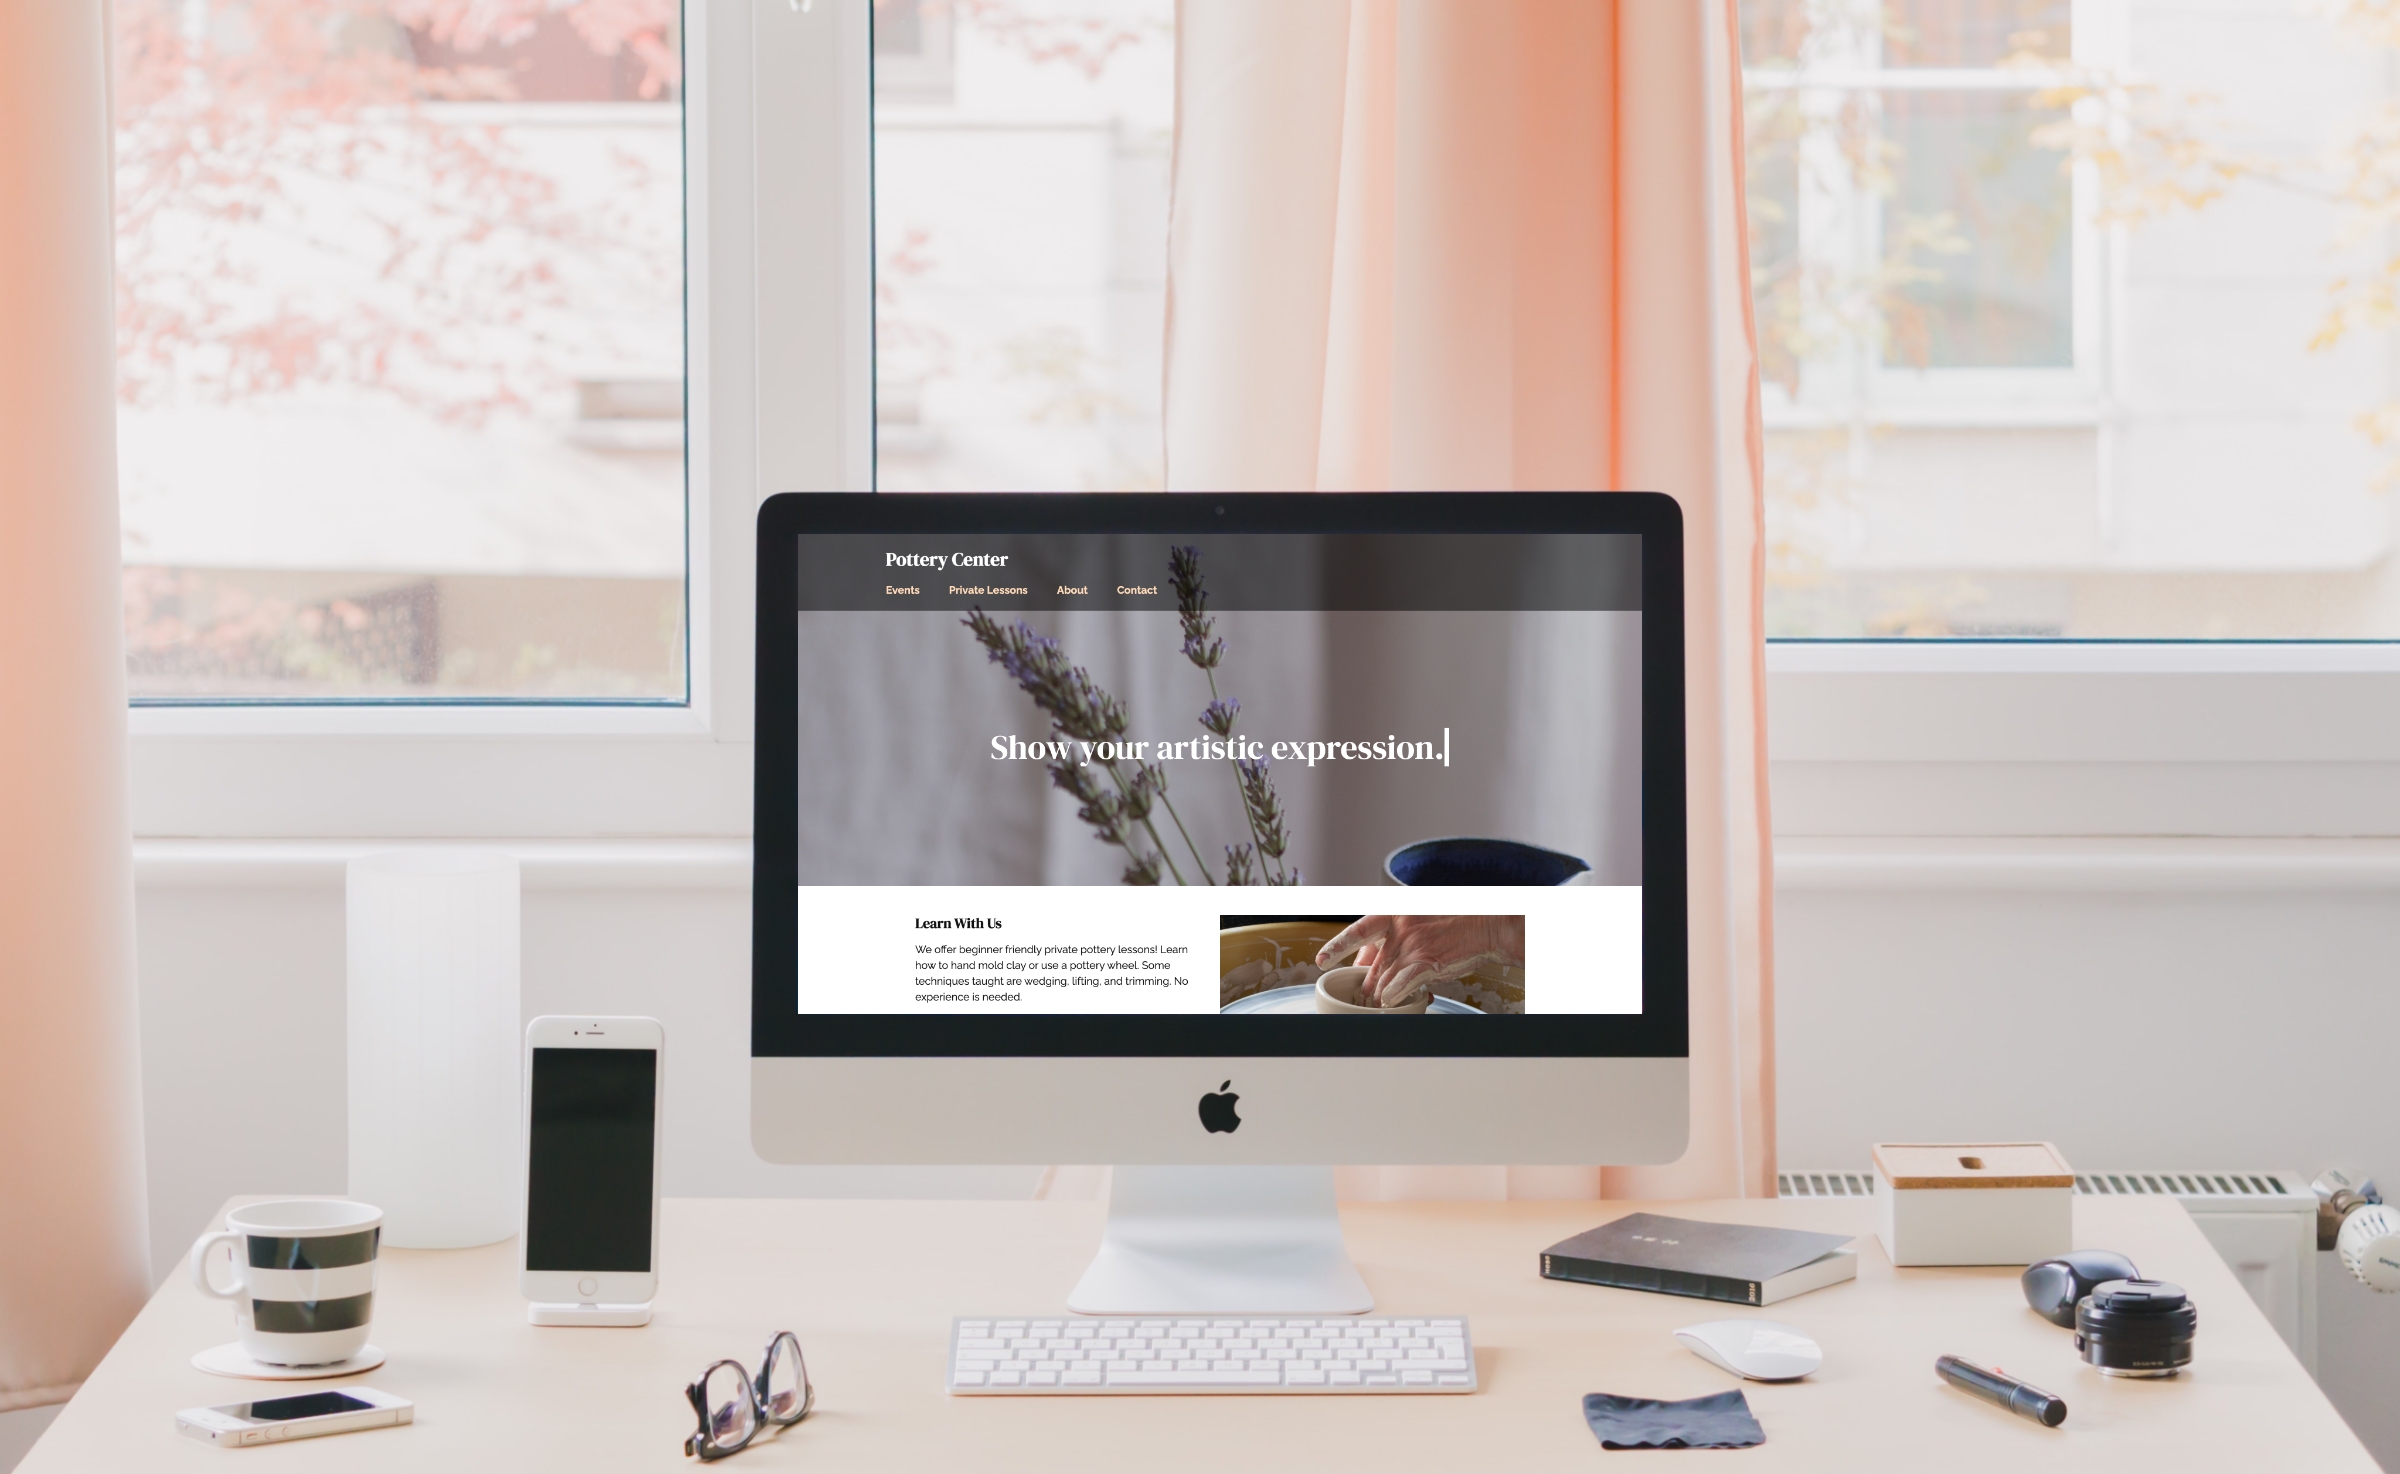 Pottery Center
Events Private Lessons About Contact
Show your artistic expression.
Learn With Us
We offer beginner friendly private pottery lessons! Learn
how to hand mold clay or use a pottery wheel. Some
techniques taught are wedging, lifting, and trimming. No
experience is needed.